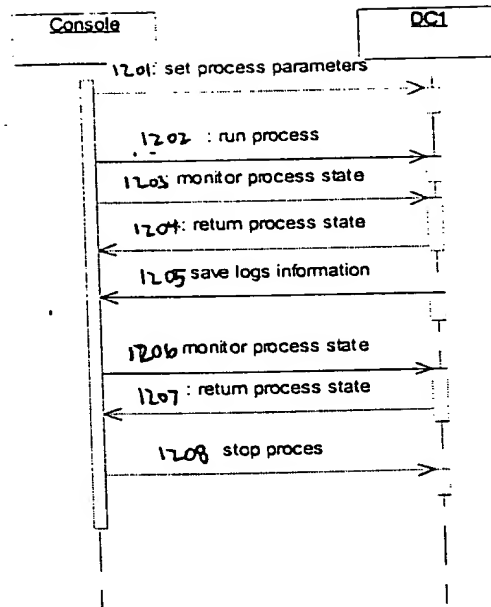 Console
DC1
1201: set process parameters
1202 : run process
1203 monitor process state
1204: return process state
1205 save logs information
1206 monitor process state
1207 : return process state
1208 stop proces